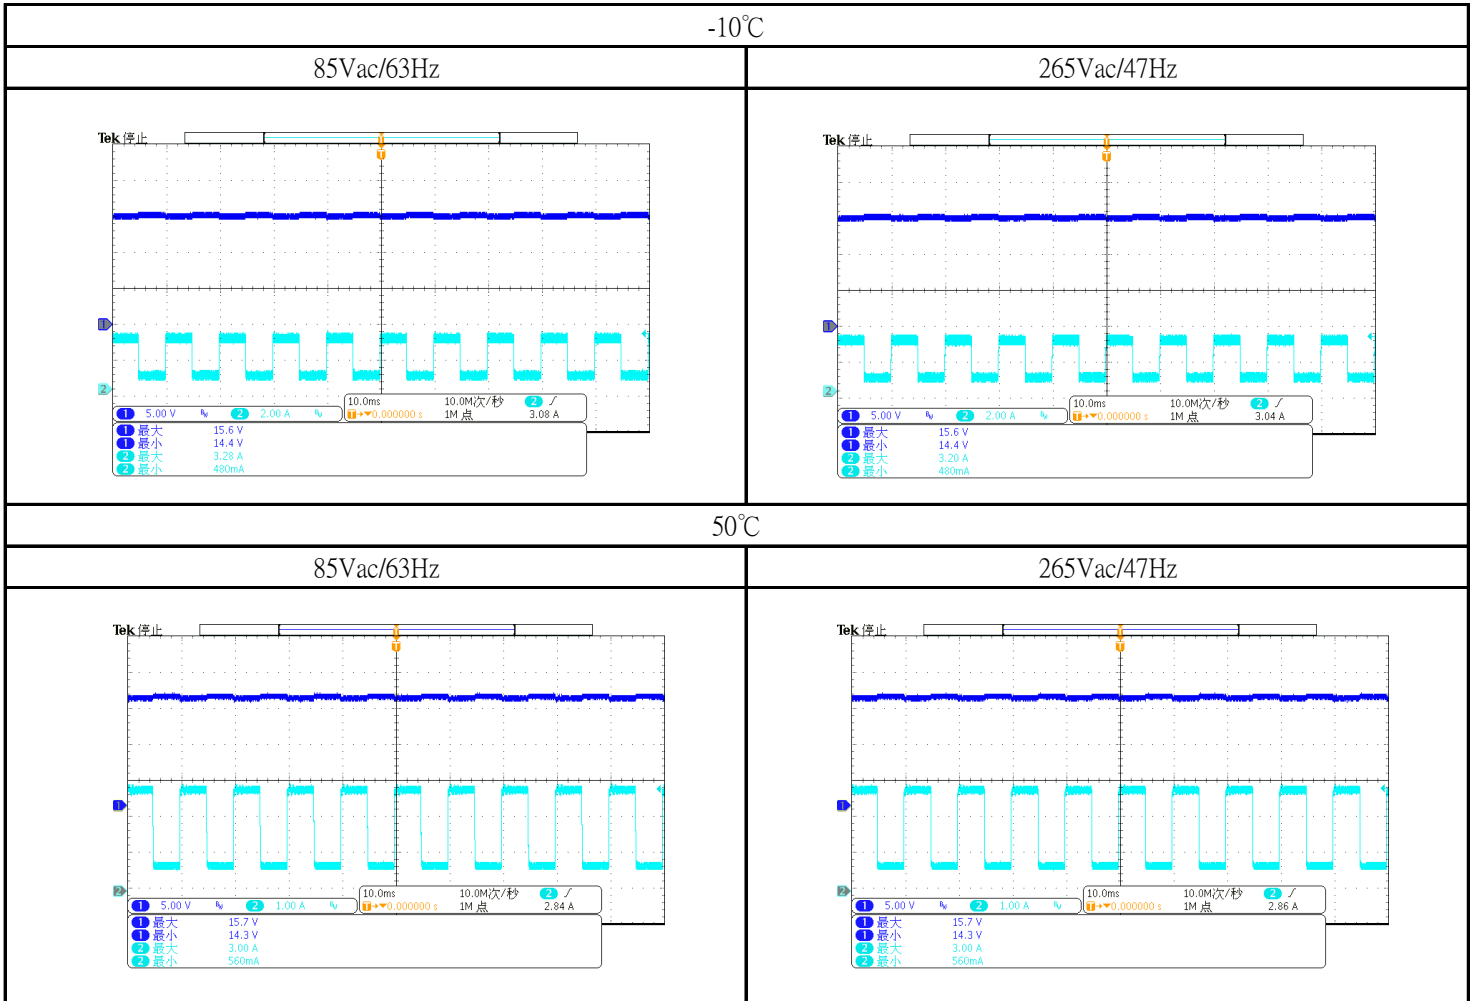 -10℃
85Vac/63Hz
265Vac/47Hz
Tek 停止
T
1
2
1 5.00 V 2 2.00 A
10.0ms 10.0M次/秒 2
T 0.000000 s 1M 点 3.08 A
1 最大 15.6 V
1 最小 14.4 V
2 最大 3.28 A
2 最小 480mA
Tek 停止
T
1
2
1 5.00 V 2 2.00 A
10.0ms 10.0M次/秒 2
T 0.000000 s 1M 点 3.04 A
1 最大 15.6 V
1 最小 14.4 V
2 最大 3.20 A
2 最小 480mA
50℃
85Vac/63Hz
265Vac/47Hz
Tek 停止
T
1
2
1 5.00 V 2 1.00 A
10.0ms 10.0M次/秒 2
T 0.000000 s 1M 点 2.84 A
1 最大 15.7 V
1 最小 14.3 V
2 最大 3.00 A
2 最小 560mA
Tek 停止
T
1
2
1 5.00 V 2 1.00 A
10.0ms 10.0M次/秒 2
T 0.000000 s 1M 点 2.86 A
1 最大 15.7 V
1 最小 14.3 V
2 最大 3.00 A
2 最小 560mA